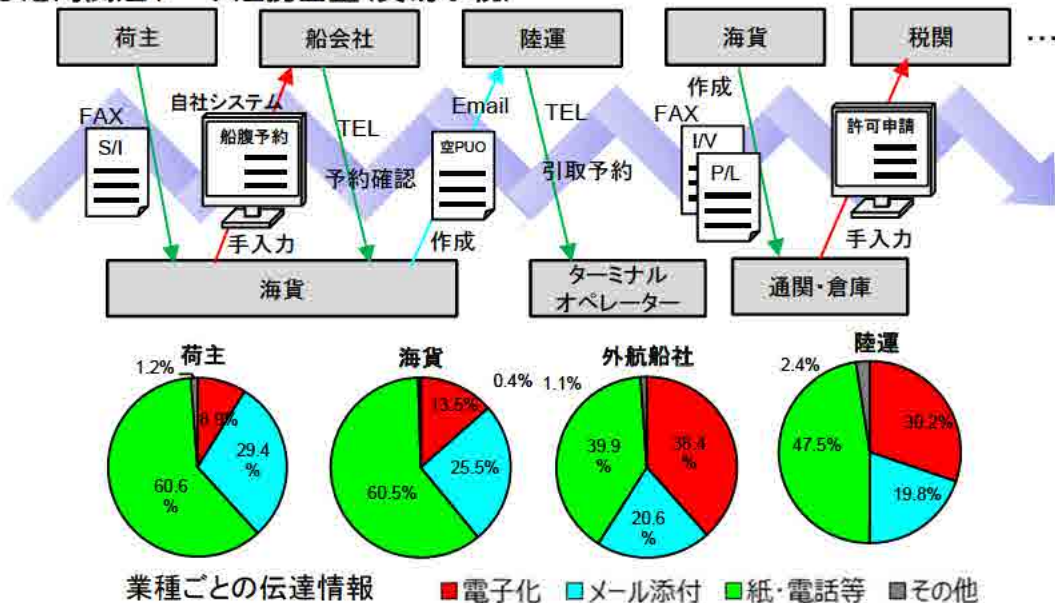 荷主
船会社
陸運
海貨
税関
…
FAX
S/I
自社システム
船腹予約
手入力
TEL
予約確認
Email
空PUO
作成
TEL
引取予約
FAX
作成
I/V
P/L
許可申請
手入力
海貨
ターミナル
オペレーター
通関・倉庫
荷主
1.2%
29.4
%
60.6
%
海貨
0.4%
13.5%
25.5%
60.5%
外航船社
1.1%
38.4
%
20.6
%
39.9
%
陸運
2.4%
30.2%
19.8%
47.5%
業種ごとの伝達情報
電子化
メール添付
紙・電話等
その他